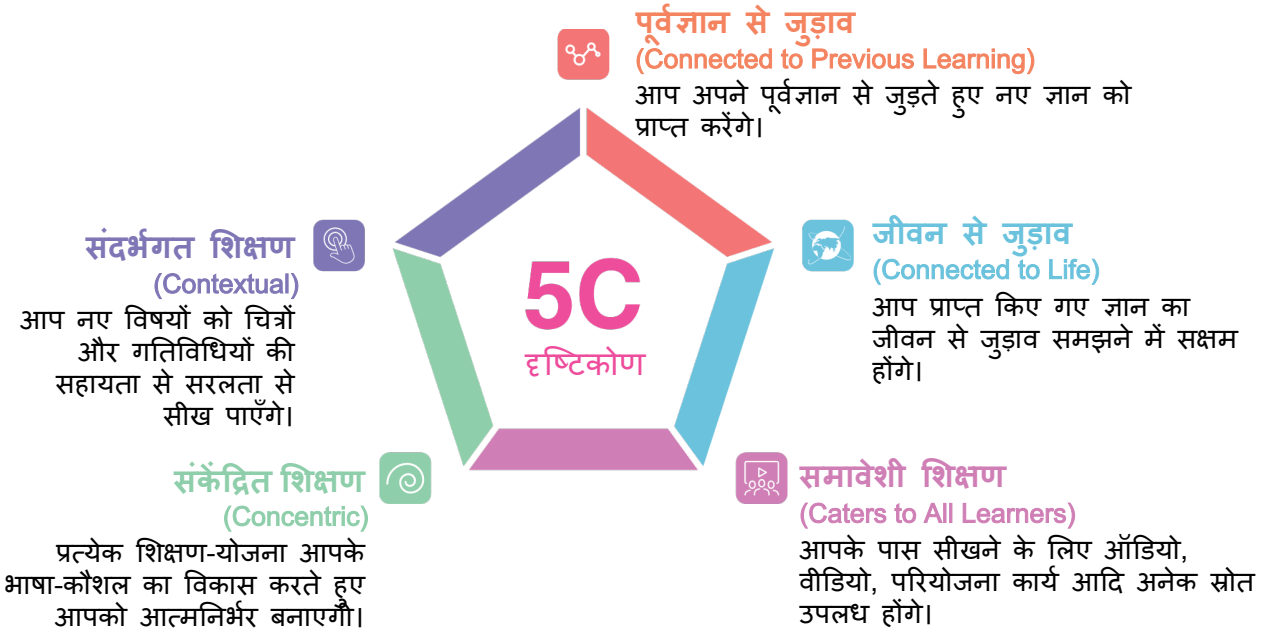 पूर्वज्ञान से जुड़ाव
(Connected to Previous Learning)
आप अपने पूर्वज्ञान से जुड़ते हुए नए ज्ञान को
प्राप्त करेंगे।
संदर्भगत शिक्षण
(Contextual)
आप नए विषयों को चित्रों
और गतिविधियों की
सहायता से सरलता से
सीख पाएँगे।
5C
दृष्टिकोण
जीवन से जुड़ाव
(Connected to Life)
आप प्राप्त किए गए ज्ञान का
जीवन से जुड़ाव समझने में सक्षम
होंगे।
संकेंद्रित शिक्षण
(Concentric)
प्रत्येक शिक्षण-योजना आपके
भाषा-कौशल का विकास करते हुए
आपको आत्मनिर्भर बनाएगी।
समावेशी शिक्षण
(Caters to All Learners)
आपके पास सीखने के लिए ऑडियो,
वीडियो, परियोजना कार्य आदि अनेक स्रोत
उपलध होंगे।